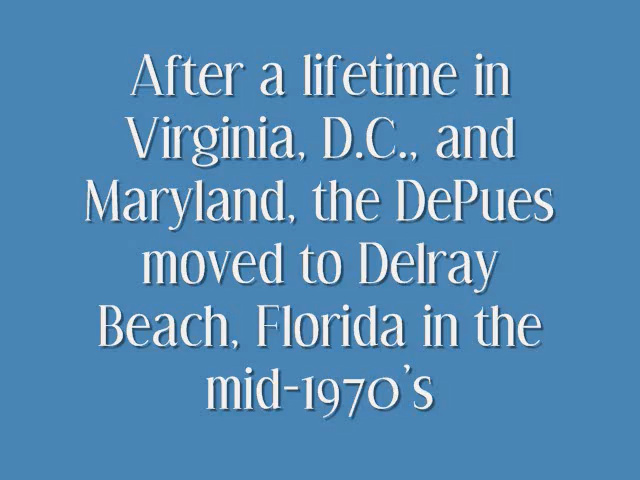 After a lifetime in
Virginia, D.C., and
Maryland, the DePues
moved to Delray
Beach, Florida in the
mid-1970's